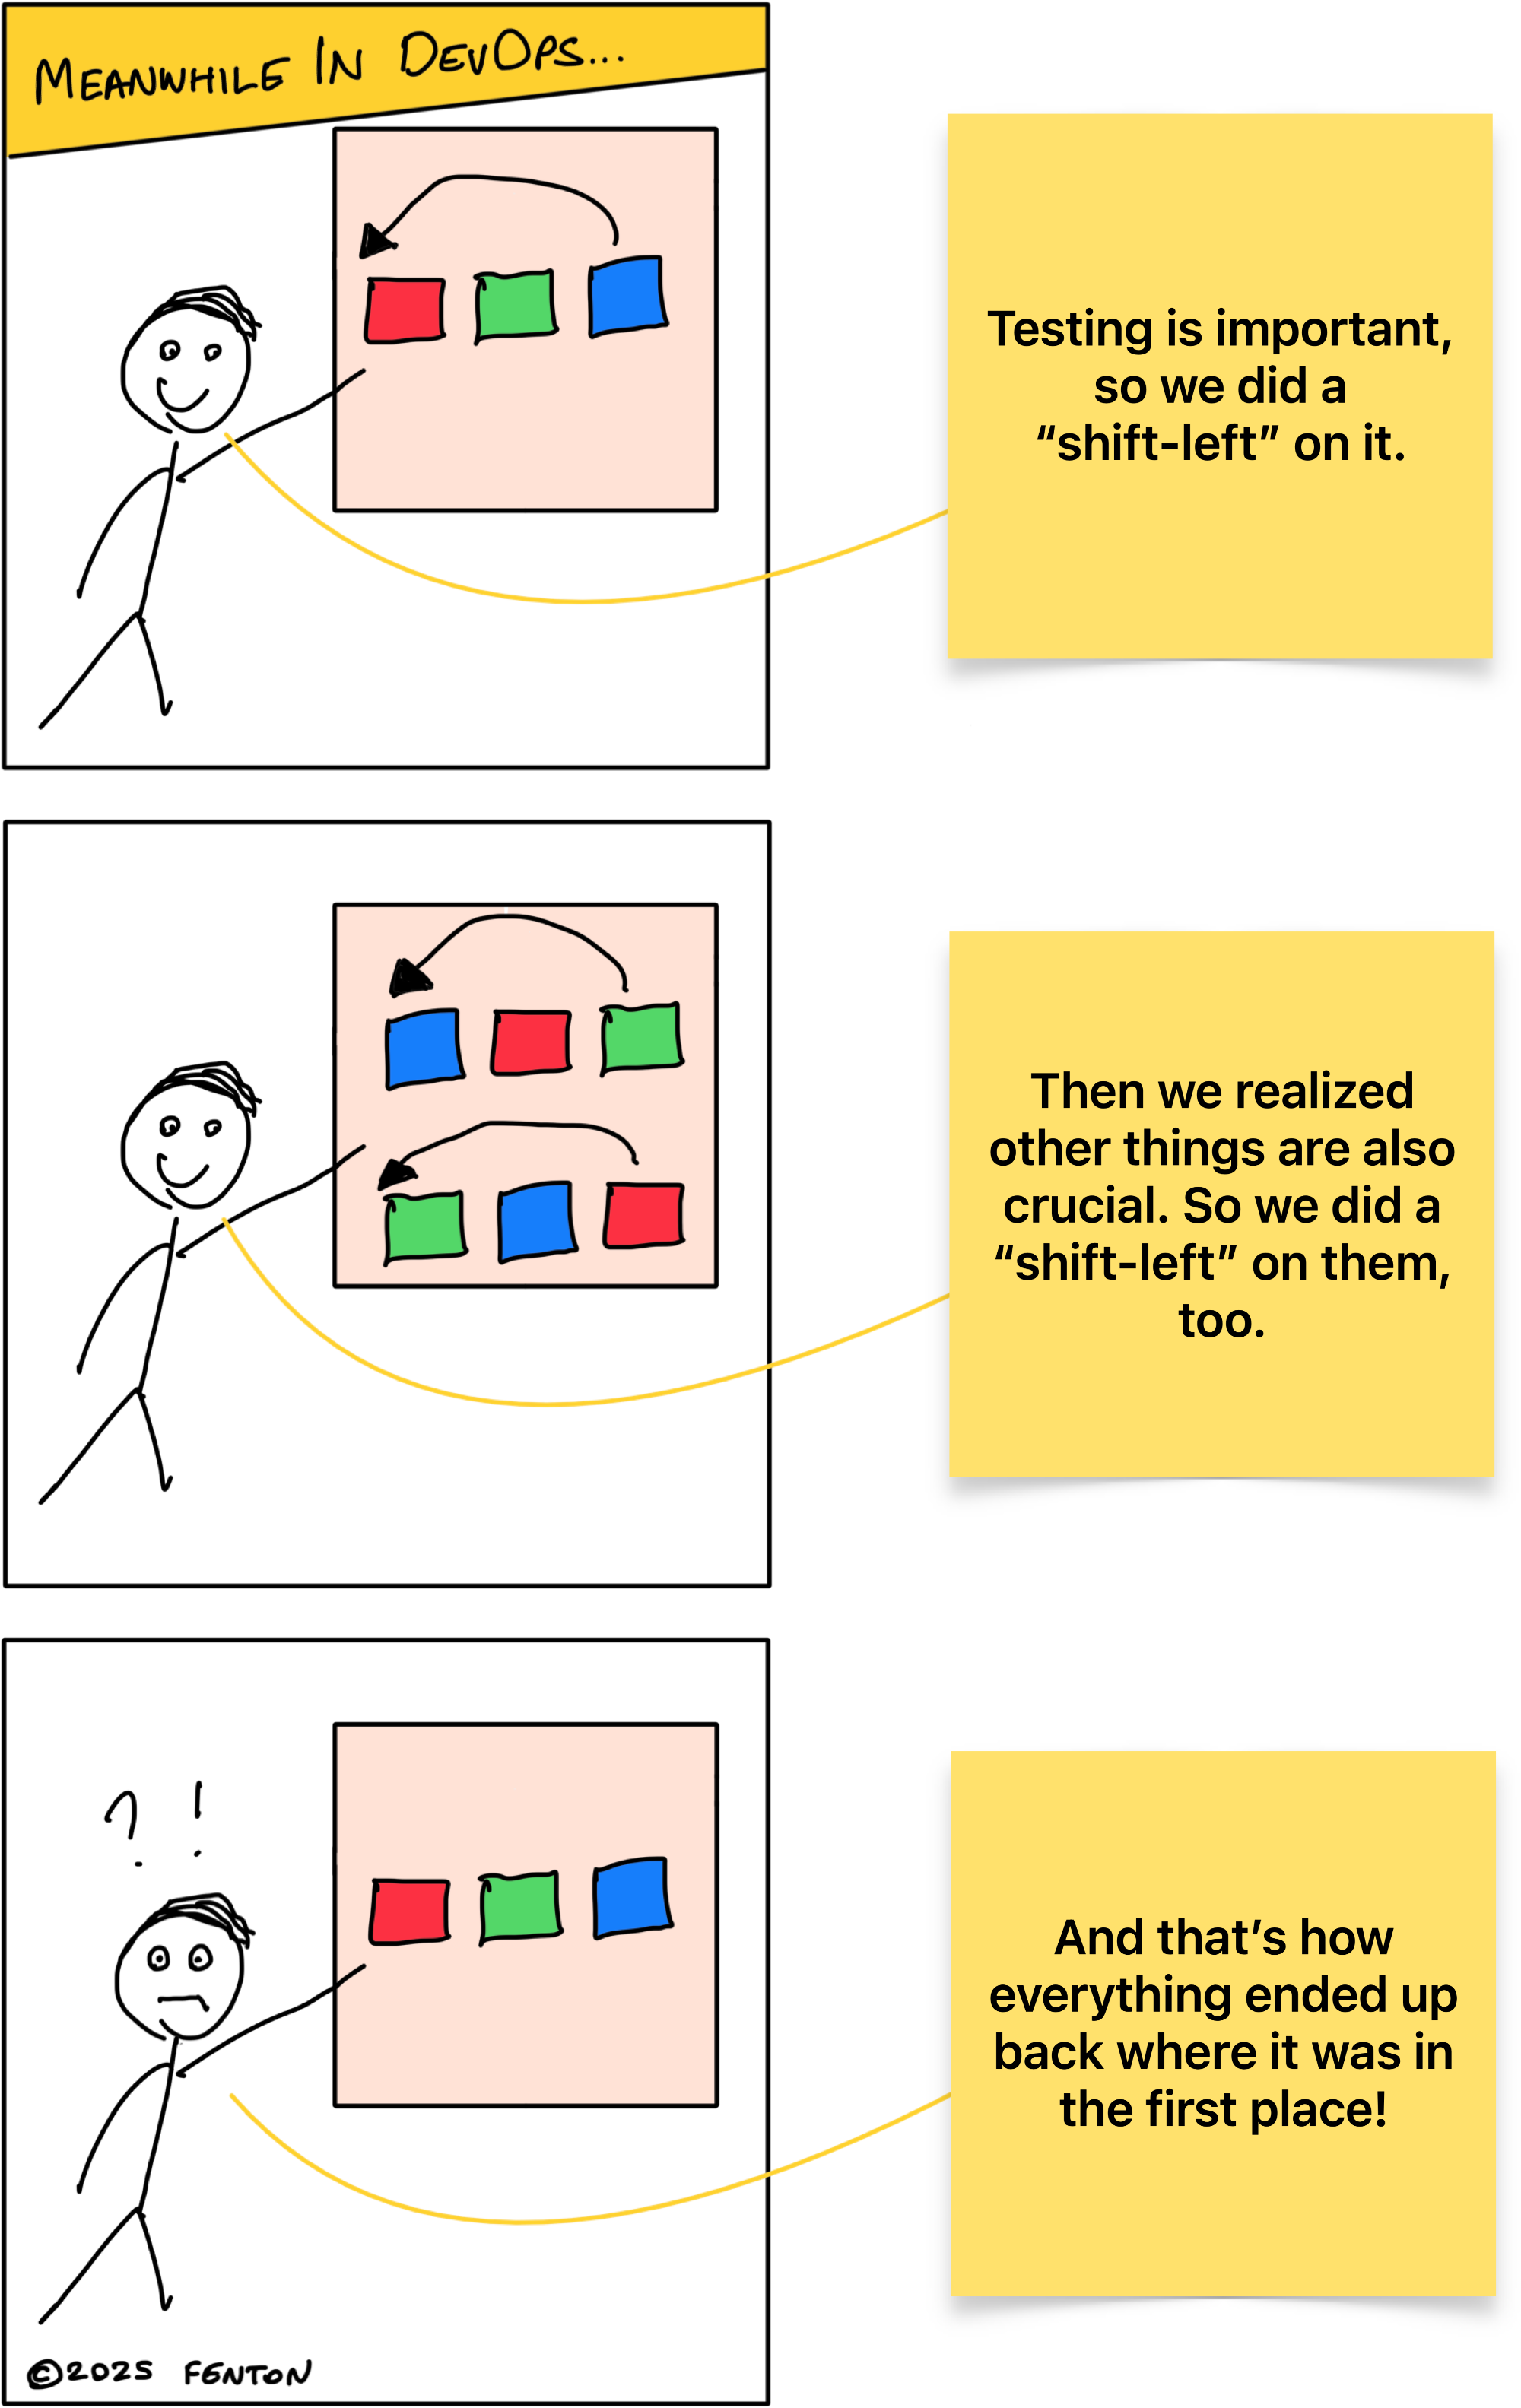 MEANWHILE IN DEVOPS...
Testing is important,
so we did a
“shift-left” on it.
Then we realized
other things are also
crucial. So we did a
“shift-left” on them,
too.
? !
And that’s how
everything ended up
back where it was in
the first place!
©2025 FENTON